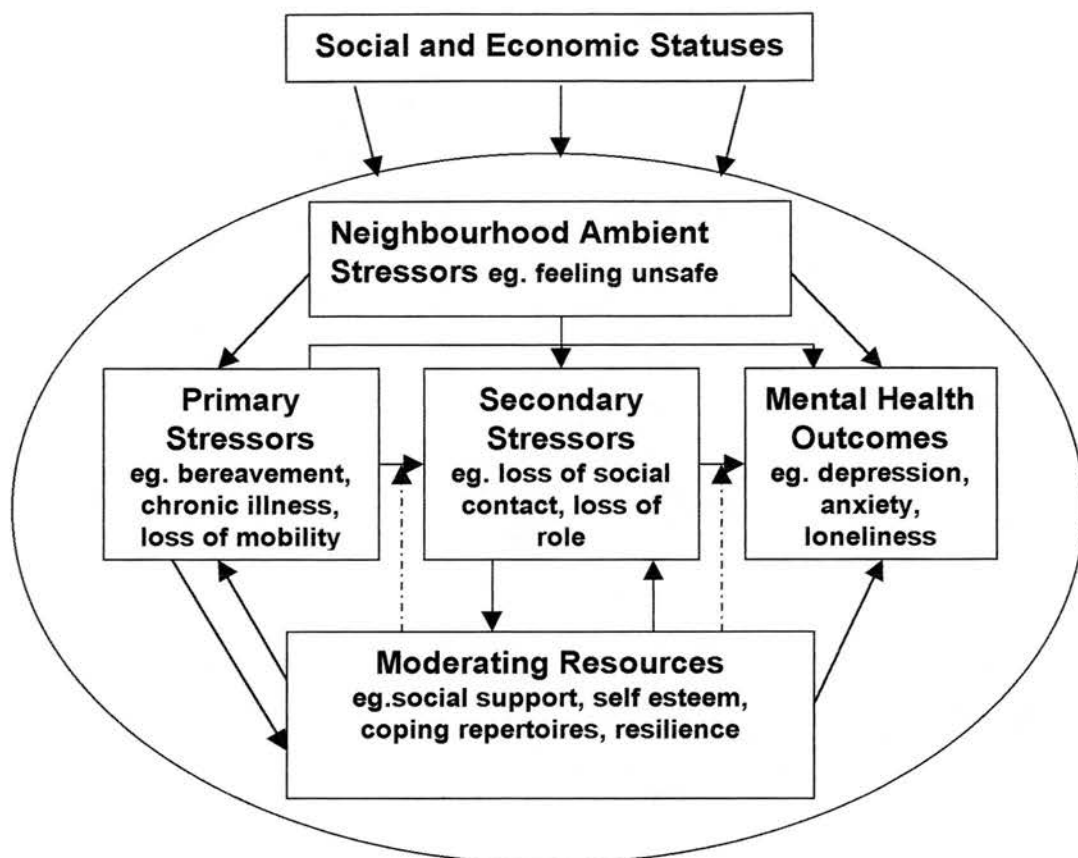 Social and Economic Statuses
Neighbourhood Ambient
Stressors eg. feeling unsafe
Primary
Stressors
eg. bereavement,
chronic illness,
loss of mobility
Secondary
Stressors
eg. loss of social
contact, loss of
role
Mental Health
Outcomes
eg. depression,
anxiety,
loneliness
Moderating Resources
eg.social support, self esteem,
coping repertoires, resilience